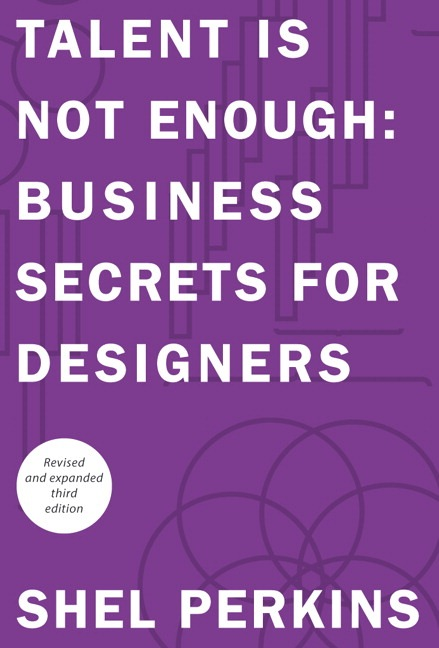 TALENT IS
NOT ENOUGH:
BUSINESS
SECRETS FOR
DESIGNERS
Revised
and expanded
third
edition
SHEL PERKINS